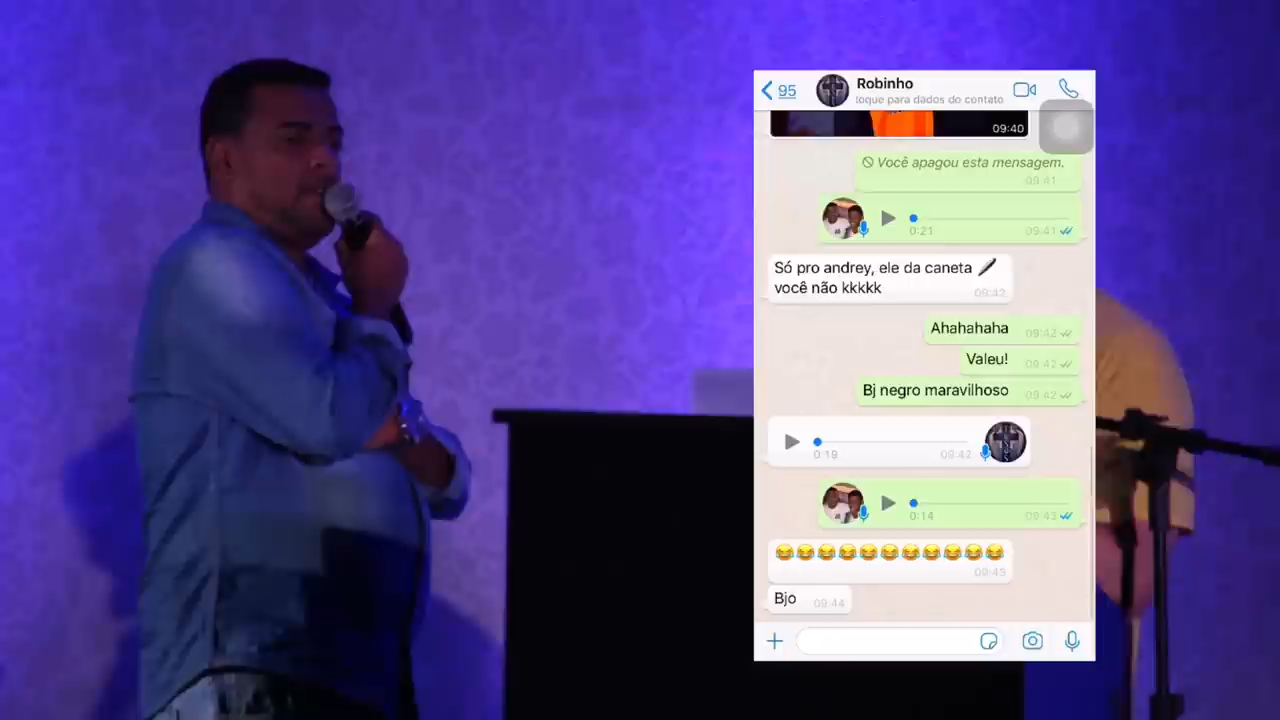 95
Robinho
toque para dados do contato
09:40
Você apagou esta mensagem.
09:41
0:21
09:41
Só pro andrey, ele da caneta
você não kkkkk
09:42
Ahahahaha
09:42
Valeu!
09:42
Bj negro maravilhoso
09:42
0:19
09:42
0:14
09:43
😂😂😂😂😂😂😂😂😂😂😂
09:43
Bjo
09:44